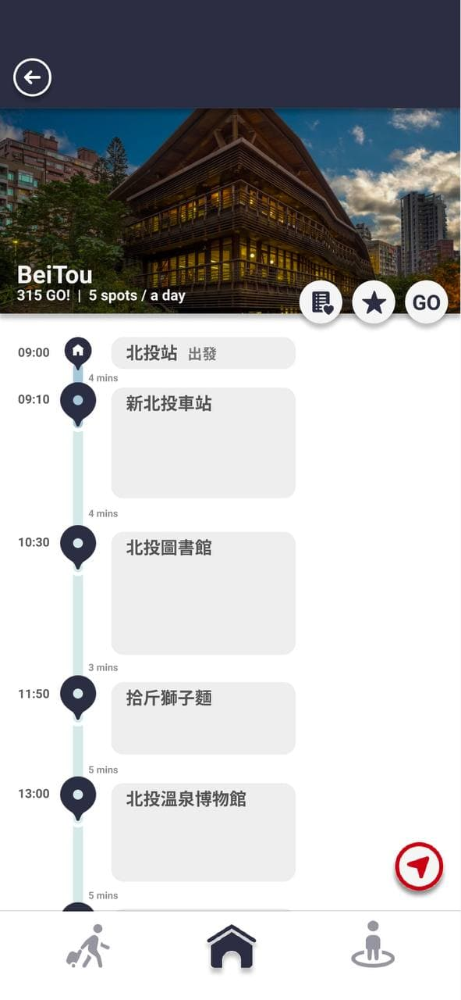 BeiTou
315 GO! | 5 spots / a day
GO
09:00 北投站 出發
4 mins
09:10 新北投車站
4 mins
10:30 北投圖書館
3 mins
11:50 拾斤獅子麵
5 mins
13:00 北投溫泉博物館
5 mins